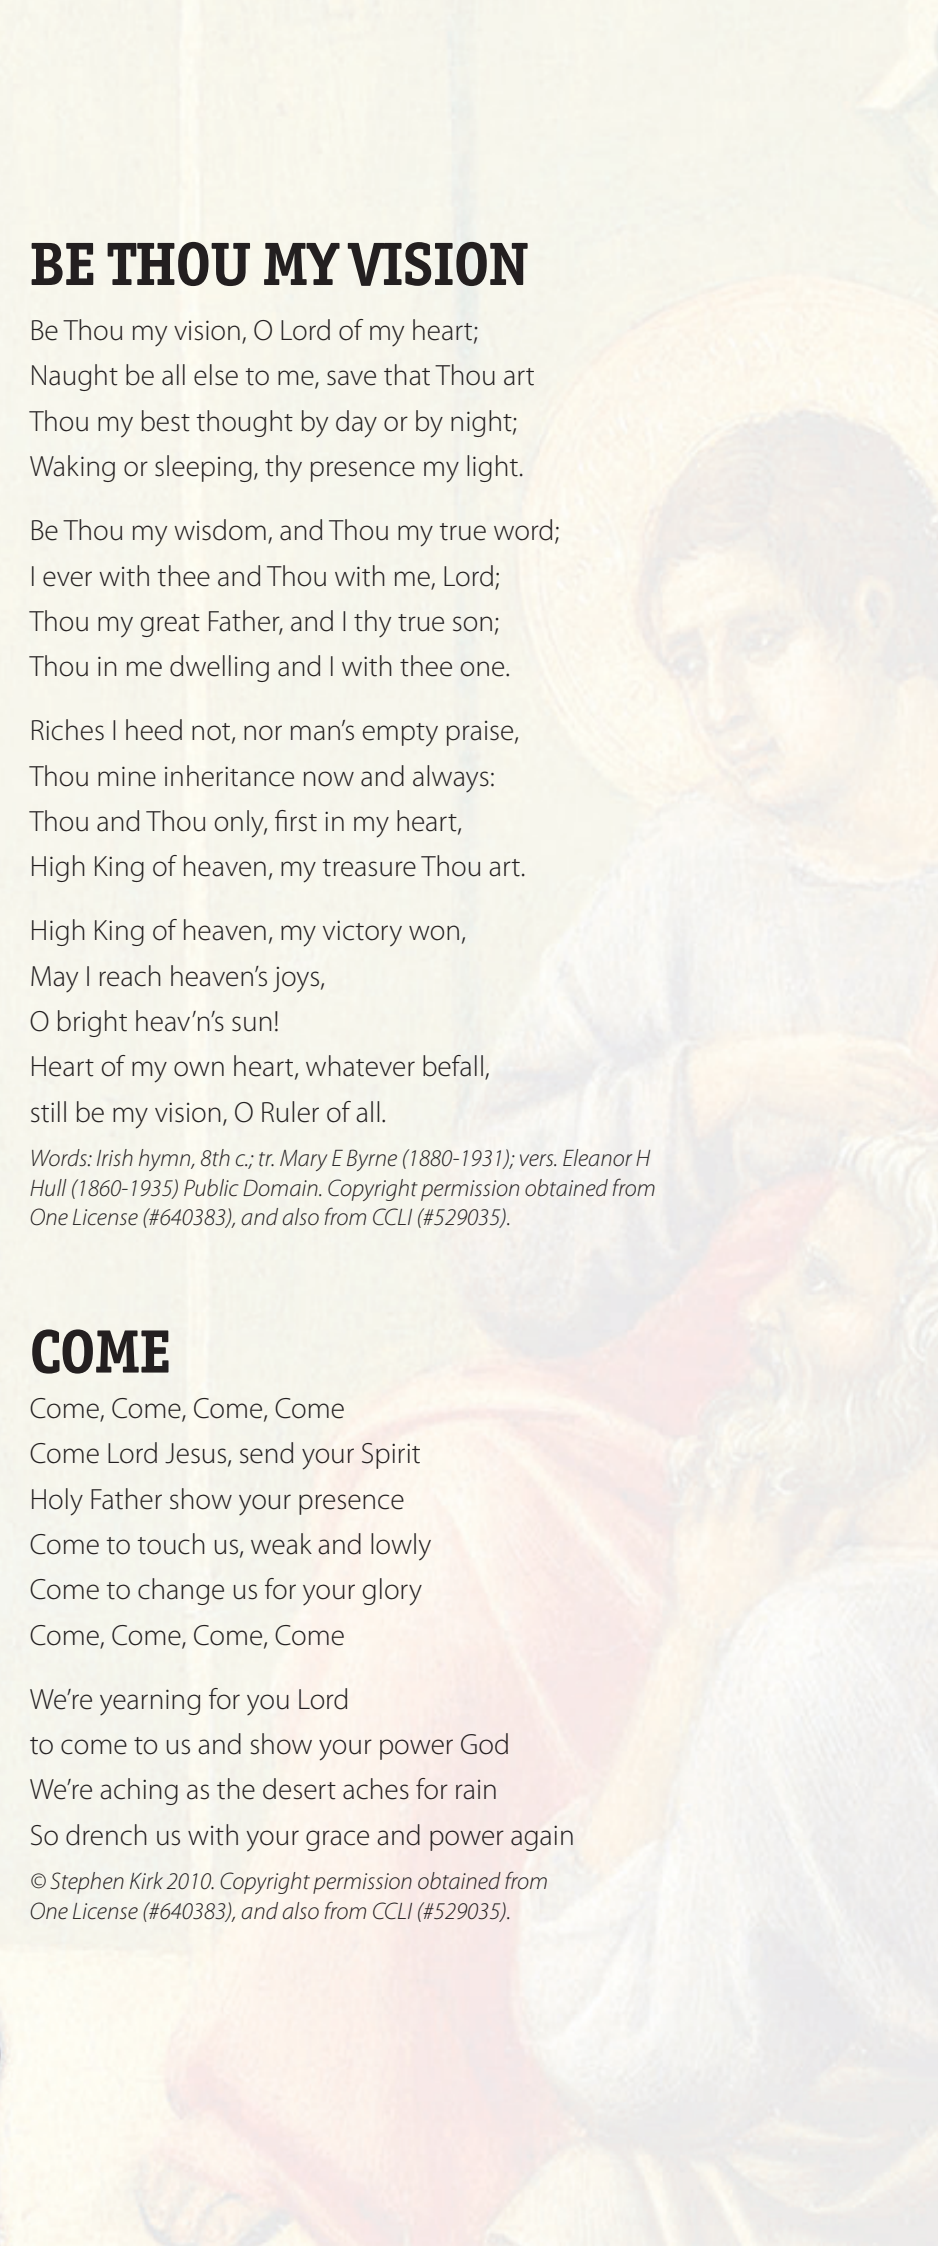 BE THOU MY VISION
Be Thou my vision, O Lord of my heart;
Naught be all else to me, save that Thou art
Thou my best thought by day or by night;
Waking or sleeping, thy presence my light.
Be Thou my wisdom, and Thou my true word;
I ever with thee and Thou with me, Lord;
Thou my great Father, and I thy true son;
Thou in me dwelling and I with thee one.
Riches I heed not, nor man’s empty praise,
Thou mine inheritance now and always:
Thou and Thou only, first in my heart,
High King of heaven, my treasure Thou art.
High King of heaven, my victory won,
May I reach heaven’s joys,
O bright heav’n’s sun!
Heart of my own heart, whatever befall,
still be my vision, O Ruler of all.
Words: Irish hymn, 8th c.; tr. Mary E Byrne (1880-1931); vers. Eleanor H
Hull (1860-1935) Public Domain. Copyright permission obtained from
One License (#640383), and also from CCLI (#529035).
COME
Come, Come, Come, Come
Come Lord Jesus, send your Spirit
Holy Father show your presence
Come to touch us, weak and lowly
Come to change us for your glory
Come, Come, Come, Come
We’re yearning for you Lord
to come to us and show your power God
We’re aching as the desert aches for rain
So drench us with your grace and power again
© Stephen Kirk 2010. Copyright permission obtained from
One License (#640383), and also from CCLI (#529035).